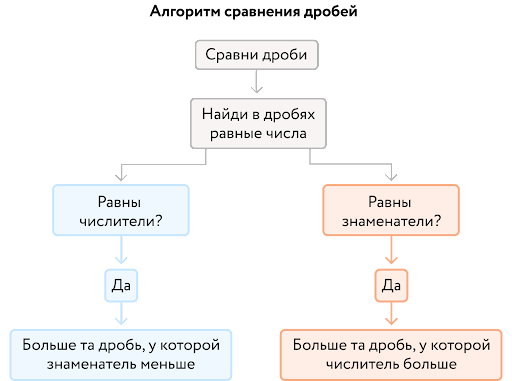 Алгоритм сравнения дробей
Сравни дроби
Найди в дробях
равные числа
Равны
числители?
Да
Больше та дробь, у которой
знаменатель меньше
Равны
знаменатели?
Да
Больше та дробь, у которой
числитель больше